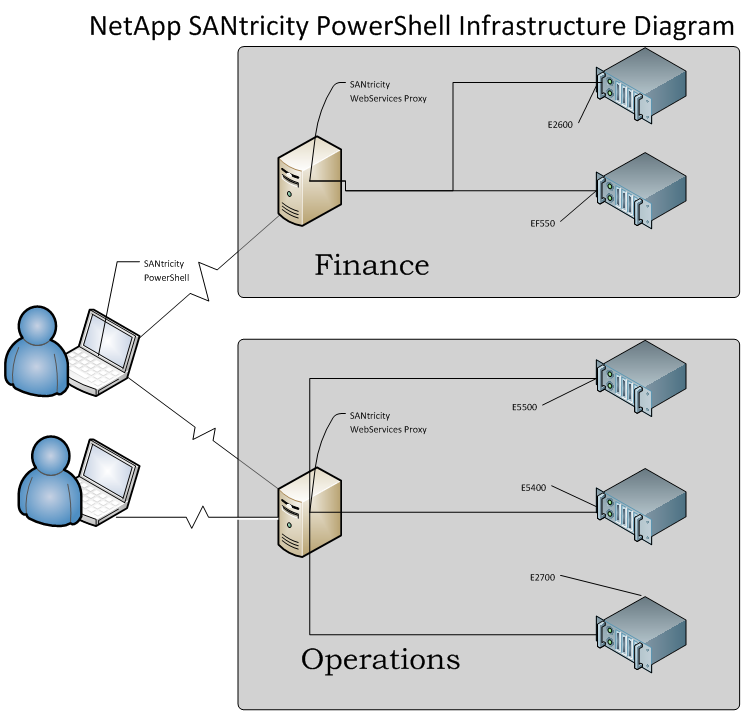 NetApp SANtricity PowerShell Infrastructure Diagram
SANtricity
WebServices Proxy
E2600
EF550
Finance
SANtricity
PowerShell
E5500
SANtricity
WebServices Proxy
E5400
E2700
Operations